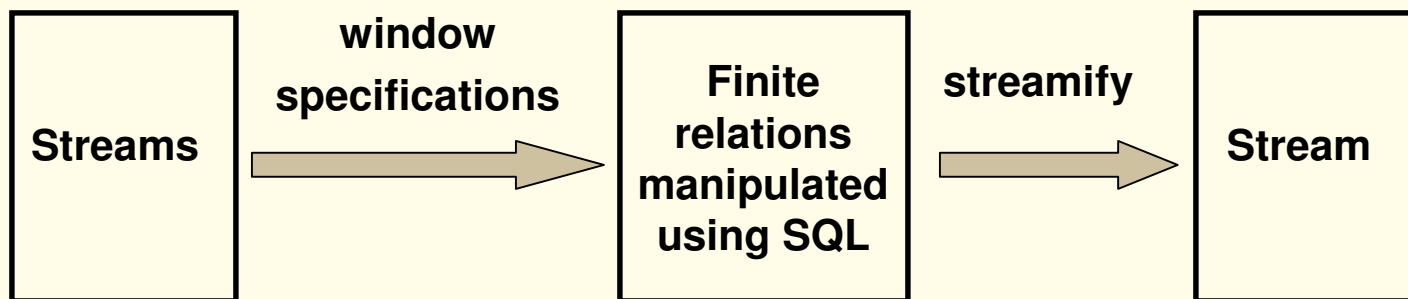 Streams
window
specifications
Finite
relations
manipulated
using SQL
streamify
Stream